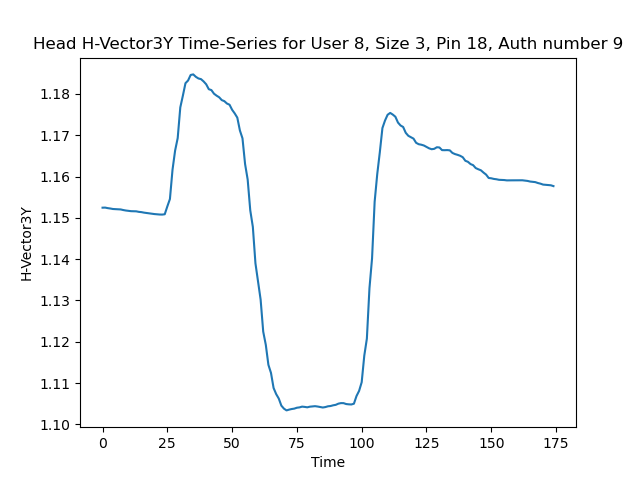 Head H-Vector3Y Time-Series for User 8, Size 3, Pin 18, Auth number 9
H-Vector3Y
1.18
1.17
1.16
1.15
1.14
1.13
1.12
1.11
1.10
0 25 50 75 100 125 150 175
Time